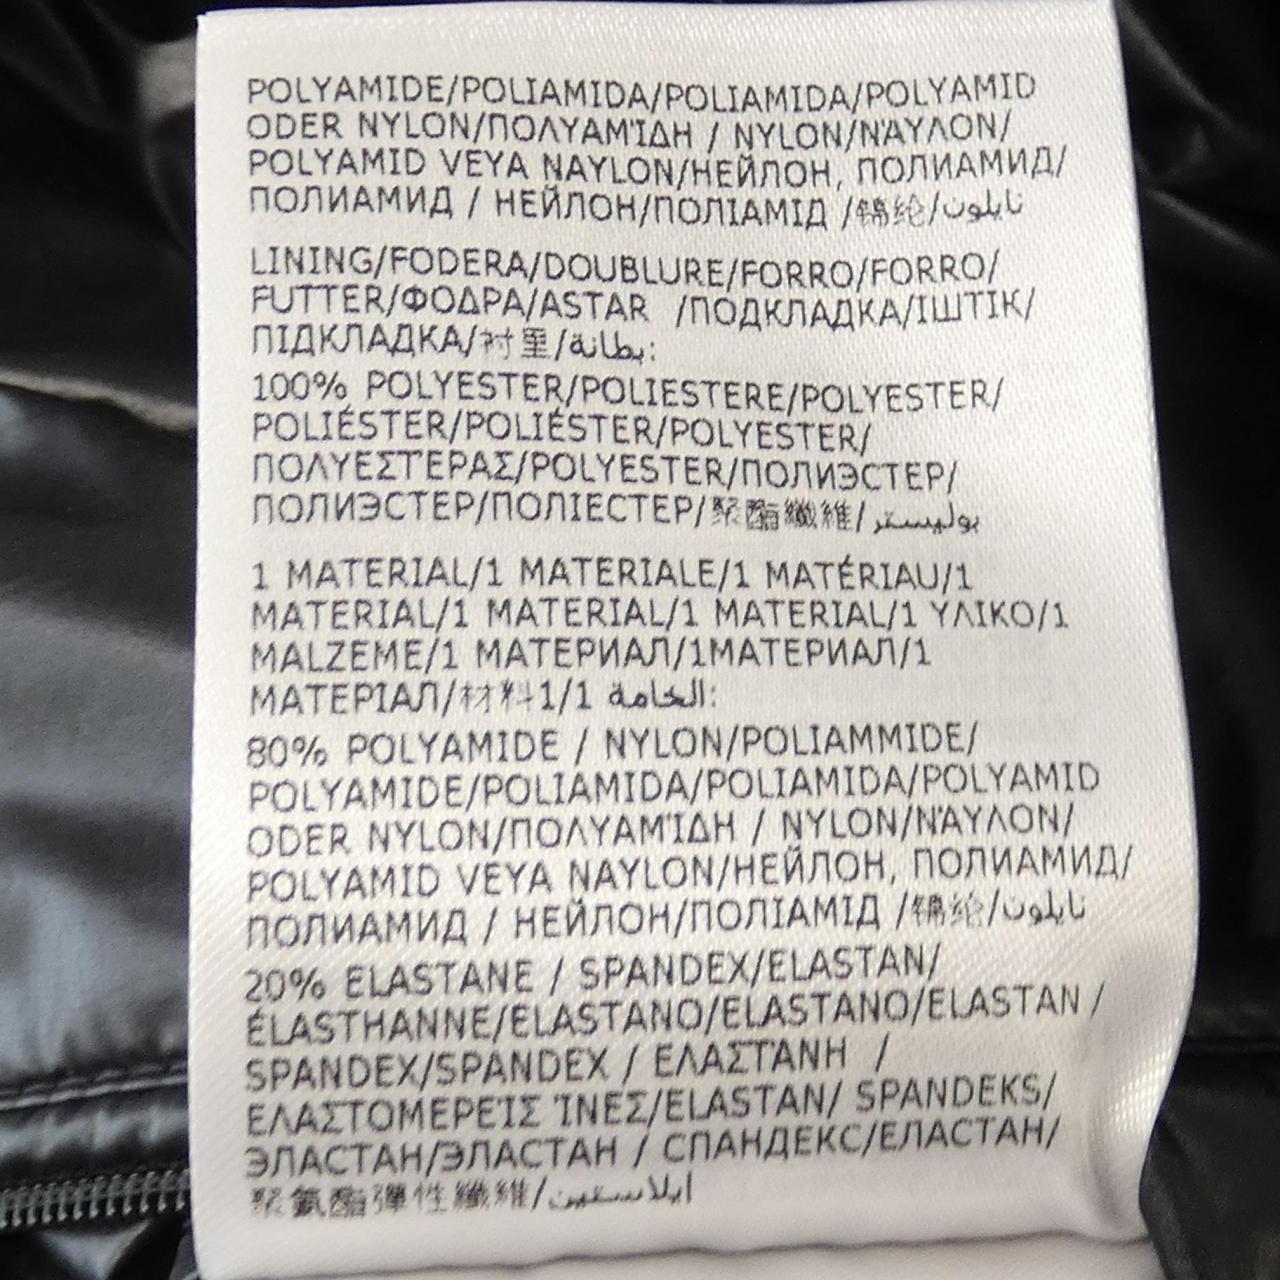 POLYAMIDE/POLIAMIDA/POLIAMIDA/POLYAMID
ODER NYLON/ΠΟΛΥΑΜΊΔΗ / NYLON/ΝΆΥΛΟΝ/
POLYAMID VEYA NAYLON/НЕЙЛОН, ПОЛИАМИД/
ПОЛИАМИД / НЕЙЛОН/ПОЛІАМІД /锦纶/نايلون
LINING/FODERA/DOUBLURE/FORRO/FORRO/
FUTTER/ΦΟΔΡΑ/ASTAR /ПОДКЛАДКА/ІШТІК/
ПІДКЛАДКА/衬里/بطانة:
100% POLYESTER/POLIESTERE/POLYESTER/
POLIÉSTER/POLIÉSTER/POLYESTER/
ΠΟΛΥΕΣΤΈΡΑΣ/POLYESTER/ПОЛИЭСТЕР/
ПОЛИЭСТЕР/ПОЛІЕСТЕР/聚酯纖維/بوليستر
1 MATERIAL/1 MATERIALE/1 MATÉRIAU/1
MATERIAL/1 MATERIAL/1 MATERIAL/1 ΥΛΙΚΟ/1
MALZEME/1 МАТЕРИАЛ/1МАТЕРИАЛ/1
МАТЕРІАЛ/材料1/1 الخامة:
80% POLYAMIDE / NYLON/POLIAMMIDE/
POLYAMIDE/POLIAMIDA/POLIAMIDA/POLYAMID
ODER NYLON/ΠΟΛΥΑΜΊΔΗ / NYLON/ΝΆΥΛΟΝ/
POLYAMID VEYA NAYLON/НЕЙЛОН, ПОЛИАМИД/
ПОЛИАМИД / НЕЙЛОН/ПОЛІАМІД /锦纶/نايلون
20% ELASTANE / SPANDEX/ELASTAN/
ÉLASTHANNE/ELASTANO/ELASTANO/ELASTAN /
SPANDEX/SPANDEX / ΕΛΑΣΤΆΝΗ /
ΕΛΑΣΤΟΜΕΡΕΊΣ ΊΝΕΣ/ELASTAN/ SPANDEKS/
ЭЛАСТАН/ЭЛАСТАН / СПАНДЕКС/ЕЛАСТАН/
聚氨酯彈性纖維/ايلاستين